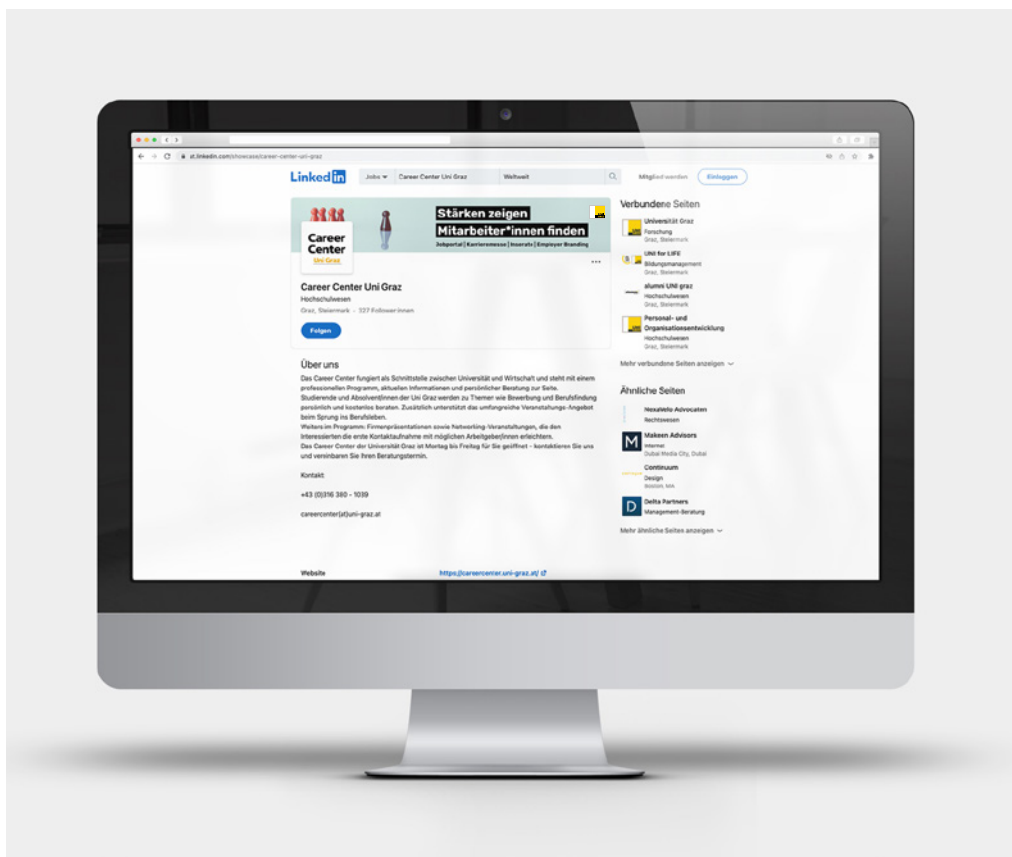 at.linkedin.com/showcase/career-center-uni-graz
Linked in
Jobs
Career Center Uni Graz
Weltweit
Mitglied werden
Einloggen
Career
Center
Uni Graz
Stärken zeigen
Mitarbeiter*innen finden
Jobportal | Karrieremesse | Inserate | Employer Branding
Career Center Uni Graz
Hochschulwesen
Graz, Steiermark - 327 Follower:innen
Folgen
Über uns
Das Career Center fungiert als Schnittstelle zwischen Universität und Wirtschaft und steht mit einem
professionellen Programm, aktuellen Informationen und persönlicher Beratung zur Seite.
Studierende und Absolvent/innen der Uni Graz werden zu Themen wie Bewerbung und Berufsfindung
persönlich und kostenlos beraten. Zusätzlich unterstützt das umfangreiche Veranstaltungs-Angebot
beim Sprung ins Berufsleben.
Weiters im Programm: Firmenpräsentationen sowie Networking-Veranstaltungen, die den
Interessierten die erste Kontaktaufnahme mit möglichen Arbeitgeber/innen erleichtern.
Das Career Center der Universität Graz ist Montag bis Freitag für Sie geöffnet - kontaktieren Sie uns
und vereinbaren Sie Ihren Beratungstermin.
Kontakt:
+43 (0)316 380 - 1039
careercenter(at)uni-graz.at
Website
https://careercenter.uni-graz.at/
Verbundene Seiten
Universität Graz
Forschung
Graz, Steiermark
UNI for LIFE
Bildungsmanagement
Graz, Steiermark
alumni UNI graz
Hochschulwesen
Graz, Steiermark
Personal- und
Organisationsentwicklung
Hochschulwesen
Graz, Steiermark
Mehr verbundene Seiten anzeigen
Ähnliche Seiten
NexaVelo Advocaten
Rechtswesen
M
Makeen Advisors
Internet
Dubai Media City, Dubai
Continuum
Design
Boston, MA
D
Delta Partners
Management-Beratung
Mehr ähnliche Seiten anzeigen